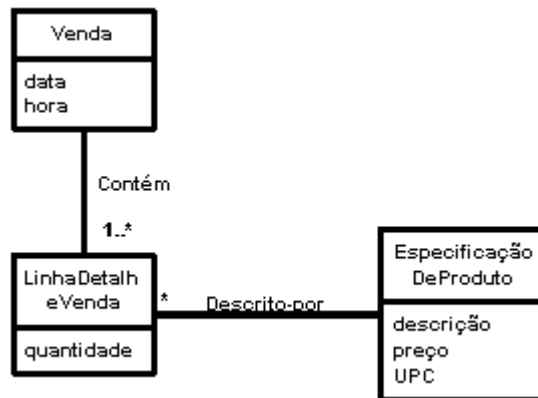 Venda
data
hora
Contém
1..*
LinhaDetalh
eVenda
*
Descrito-por
quantidade
Especificação
DeProduto
descrição
preço
UPC